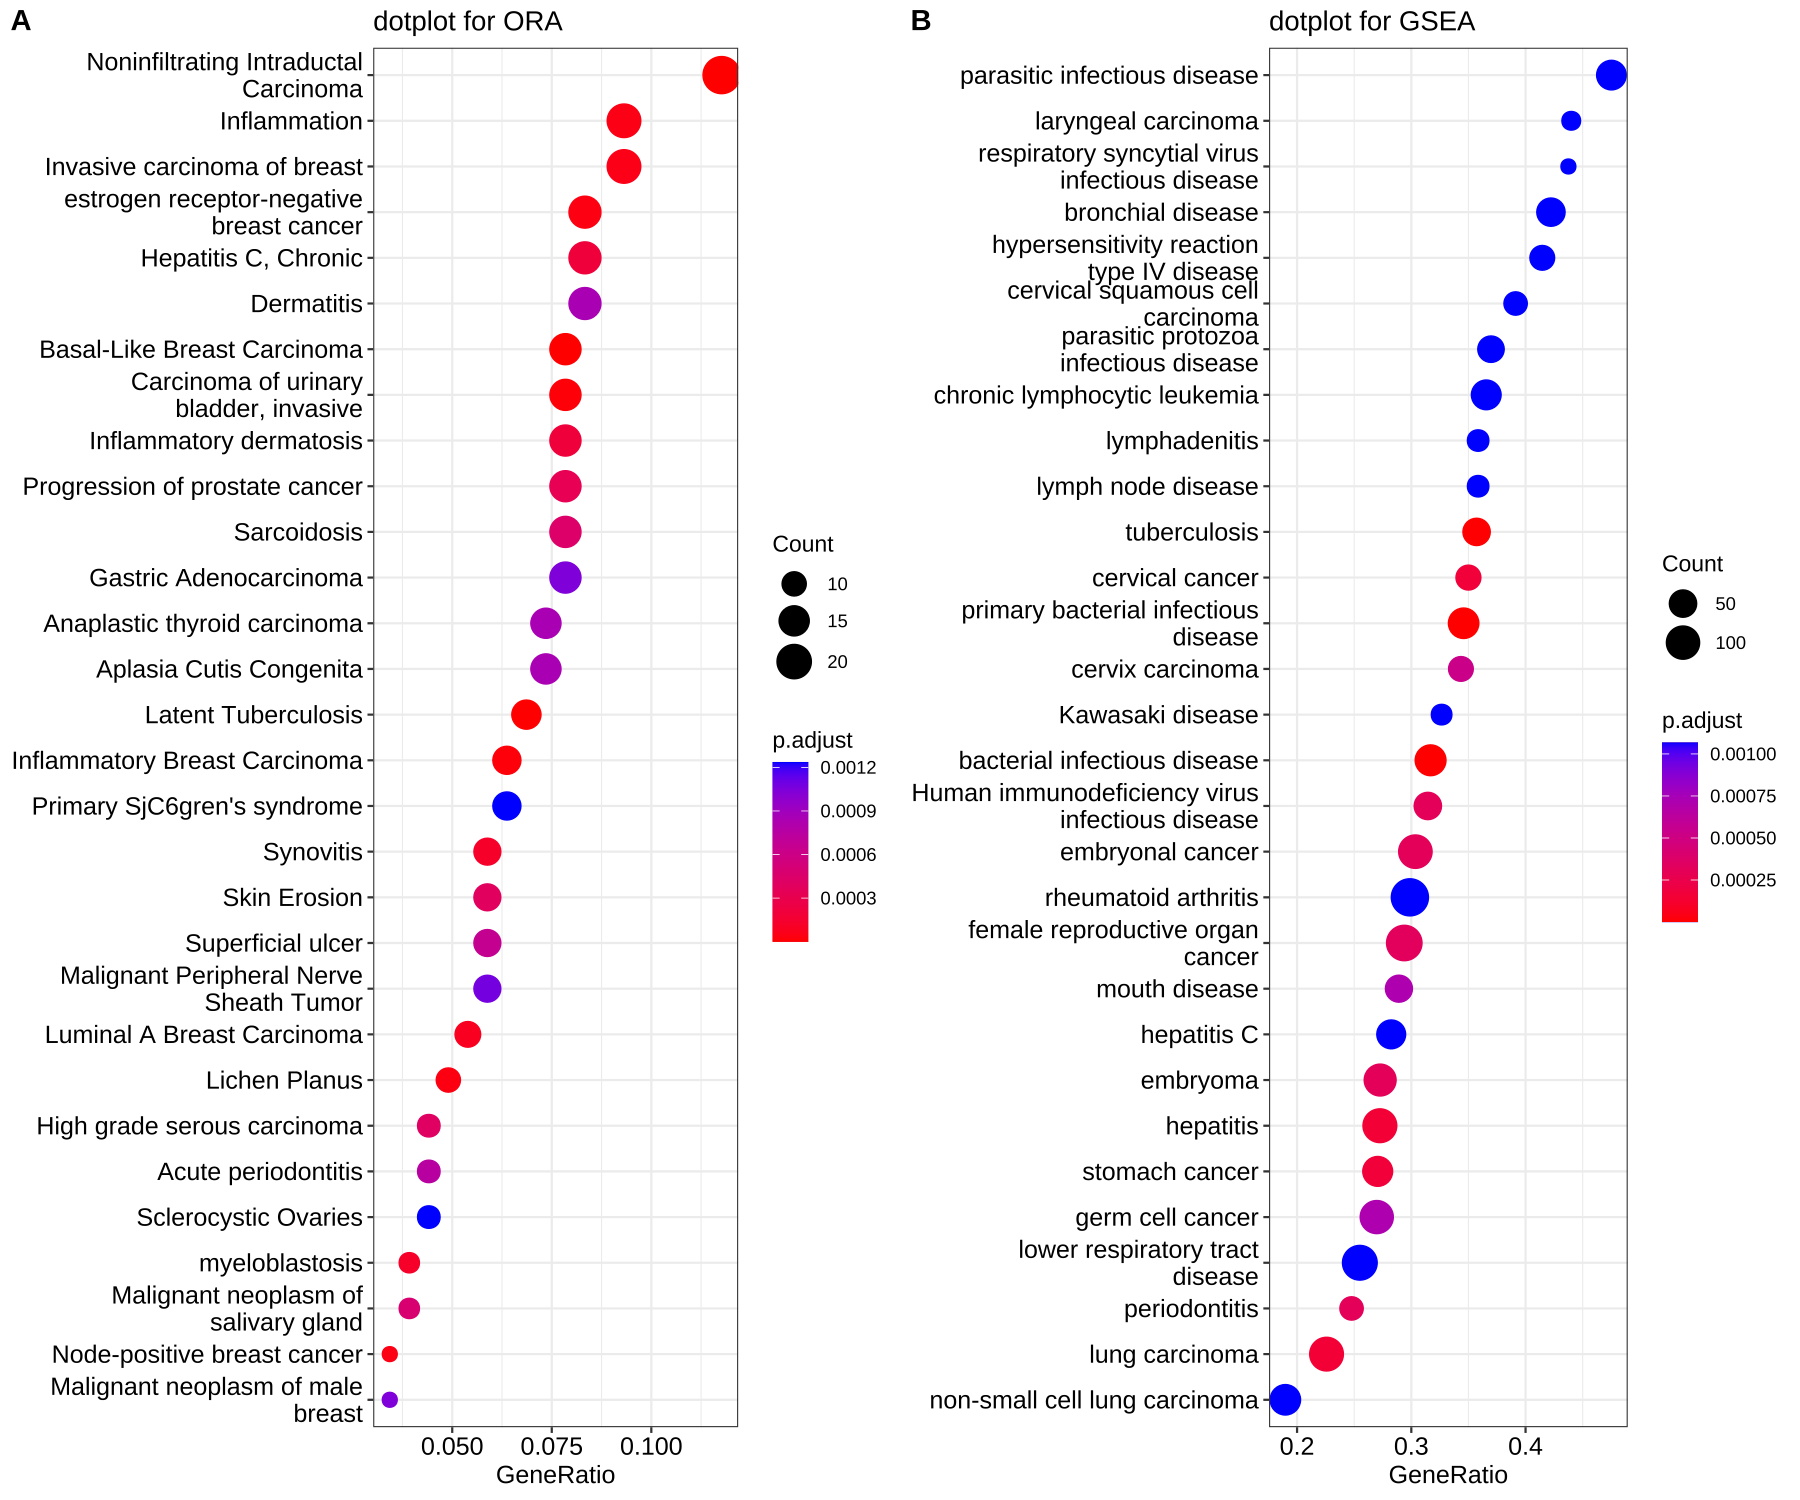 A
dotplot for ORA
Noninfiltrating Intraductal
Carcinoma
Inflammation
Invasive carcinoma of breast
estrogen receptor-negative
breast cancer
Hepatitis C, Chronic
Dermatitis
Basal-Like Breast Carcinoma
Carcinoma of urinary
bladder, invasive
Inflammatory dermatosis
Progression of prostate cancer
Sarcoidosis
Gastric Adenocarcinoma
Anaplastic thyroid carcinoma
Aplasia Cutis Congenita
Latent Tuberculosis
Inflammatory Breast Carcinoma
Primary SjC6gren's syndrome
Synovitis
Skin Erosion
Superficial ulcer
Malignant Peripheral Nerve
Sheath Tumor
Luminal A Breast Carcinoma
Lichen Planus
High grade serous carcinoma
Acute periodontitis
Sclerocystic Ovaries
myeloblastosis
Malignant neoplasm of
salivary gland
Node-positive breast cancer
Malignant neoplasm of male
breast
0.050 0.075 0.100
GeneRatio
Count
10
15
20
p.adjust
0.0012
0.0009
0.0006
0.0003
B
dotplot for GSEA
parasitic infectious disease
laryngeal carcinoma
respiratory syncytial virus
infectious disease
bronchial disease
hypersensitivity reaction
type IV disease
cervical squamous cell
carcinoma
parasitic protozoa
infectious disease
chronic lymphocytic leukemia
lymphadenitis
lymph node disease
tuberculosis
cervical cancer
primary bacterial infectious
disease
cervix carcinoma
Kawasaki disease
bacterial infectious disease
Human immunodeficiency virus
infectious disease
embryonal cancer
rheumatoid arthritis
female reproductive organ
cancer
mouth disease
hepatitis C
embryoma
hepatitis
stomach cancer
germ cell cancer
lower respiratory tract
disease
periodontitis
lung carcinoma
non-small cell lung carcinoma
0.2 0.3 0.4
GeneRatio
Count
50
100
p.adjust
0.00100
0.00075
0.00050
0.00025